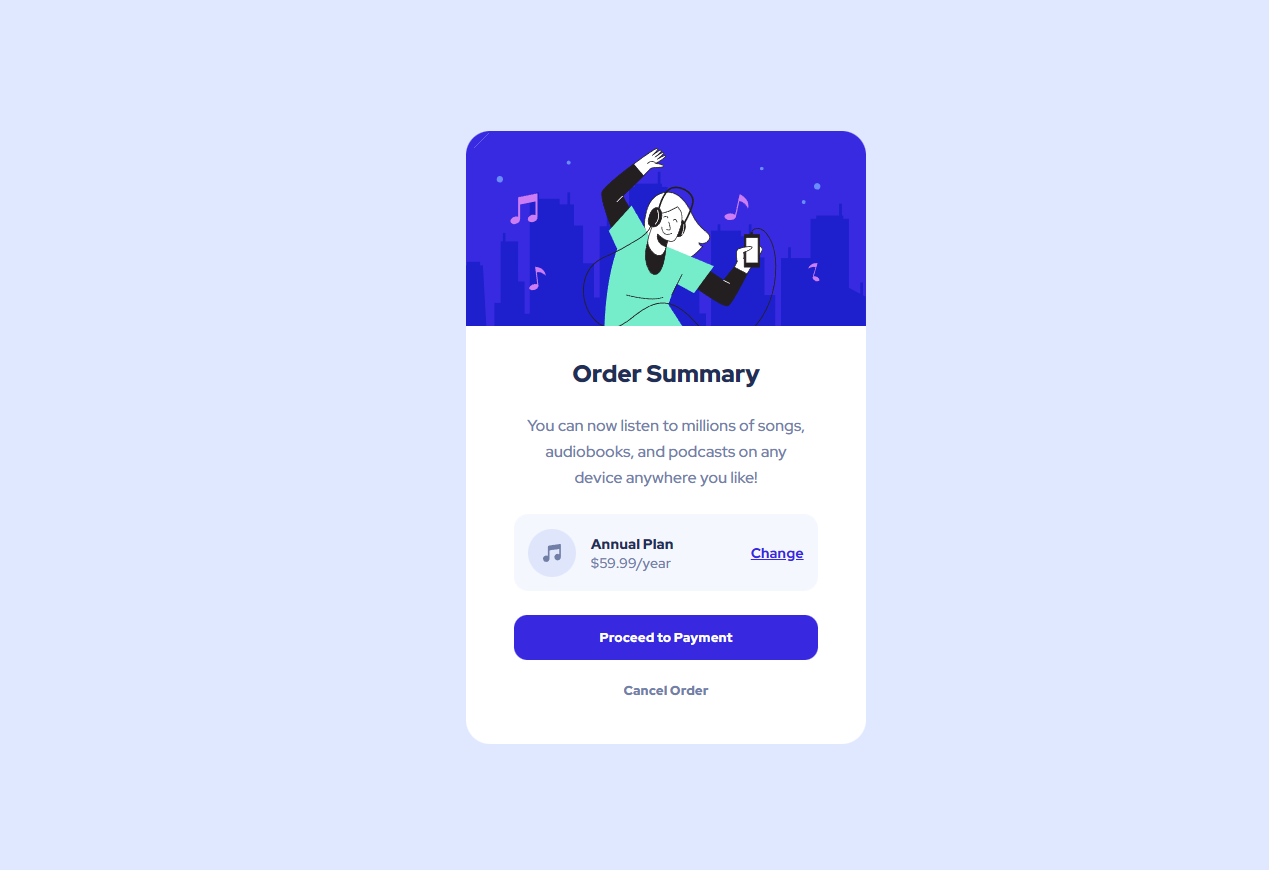 Order Summary
You can now listen to millions of songs,
audiobooks, and podcasts on any
device anywhere you like!
Annual Plan
$59.99/year
Change
Proceed to Payment
Cancel Order